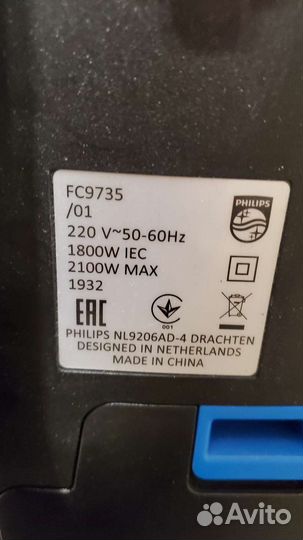 FC9735
/01
220 V~50-60Hz
1800W IEC
2100W MAX
1932
PHILIPS
EAC
001
PHILIPS NL9206AD-4 DRACHTEN
DESIGNED IN NETHERLANDS
MADE IN CHINA
Avito